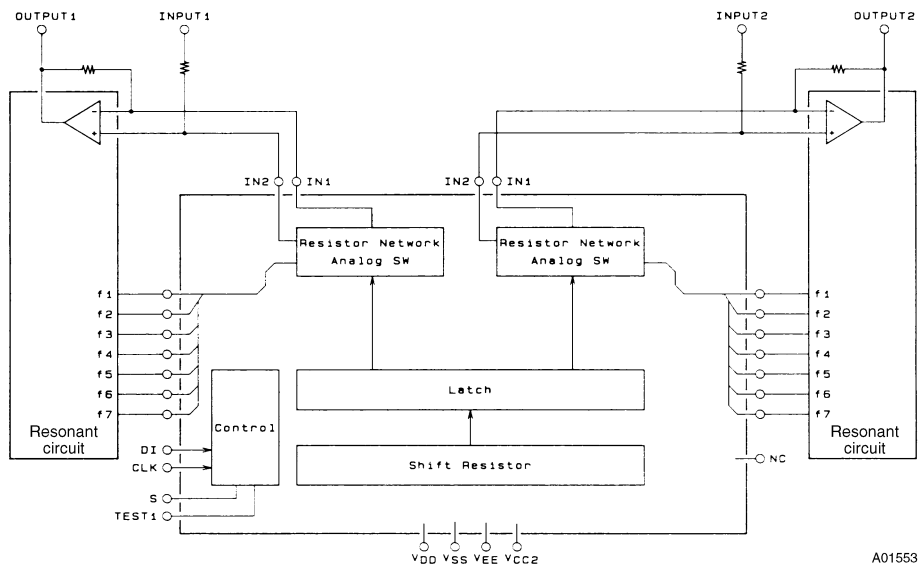 OUTPUT1 INPUT1 INPUT2 OUTPUT2
- -
+ +
IN2 IN1 IN2 IN1
Resistor Network
Analog SW
Resistor Network
Analog SW
f1 f1
f2 f2
f3 f3
f4 f4
f5 f5
f6 f6
f7 f7
Latch
Control
Resonant
circuit
Resonant
circuit
DI
CLK
Shift Resistor
NC
S
TEST1
VDD VSS VEE VCC2
A01553